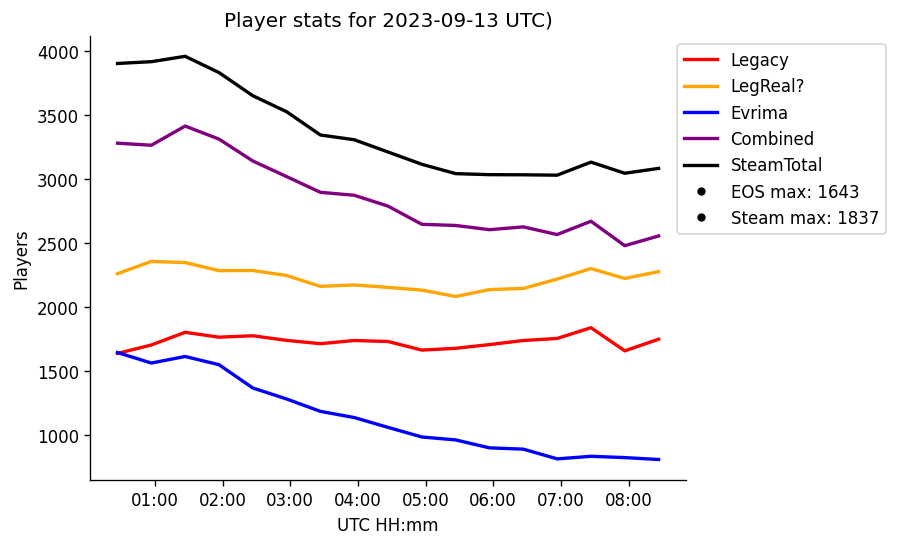 Player stats for 2023-09-13 UTC)
4000
3500
3000
2500
2000
1500
1000
Players
01:00 02:00 03:00 04:00 05:00 06:00 07:00 08:00
UTC HH:mm
Legacy
LegReal?
Evrima
Combined
SteamTotal
EOS max: 1643
Steam max: 1837